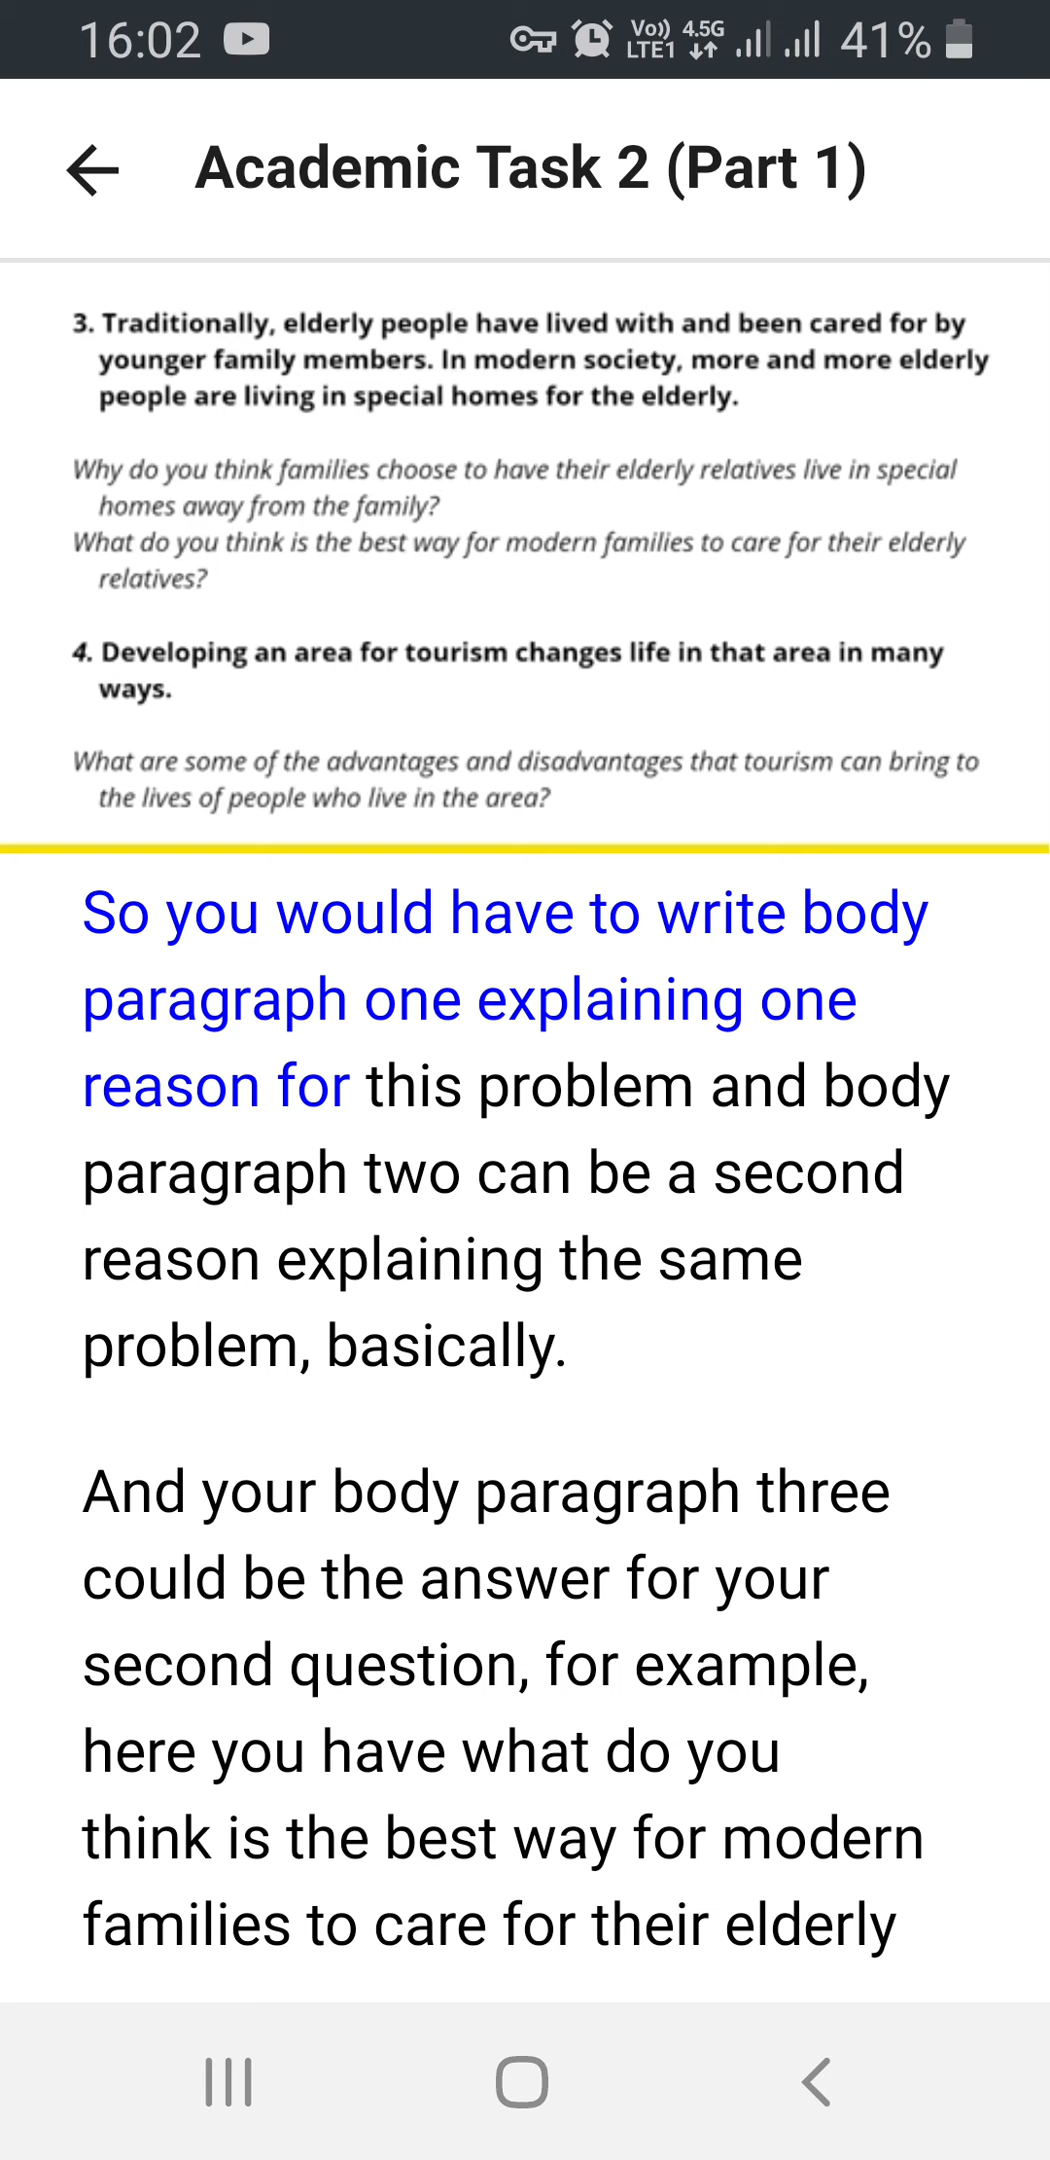 16:02
Vo)) 4.5G
LTE1
41%
Academic Task 2 (Part 1)
3. Traditionally, elderly people have lived with and been cared for by
younger family members. In modern society, more and more elderly
people are living in special homes for the elderly.
Why do you think families choose to have their elderly relatives live in special
homes away from the family?
What do you think is the best way for modern families to care for their elderly
relatives?
4. Developing an area for tourism changes life in that area in many
ways.
What are some of the advantages and disadvantages that tourism can bring to
the lives of people who live in the area?
So you would have to write body
paragraph one explaining one
reason for this problem and body
paragraph two can be a second
reason explaining the same
problem, basically.
And your body paragraph three
could be the answer for your
second question, for example,
here you have what do you
think is the best way for modern
families to care for their elderly